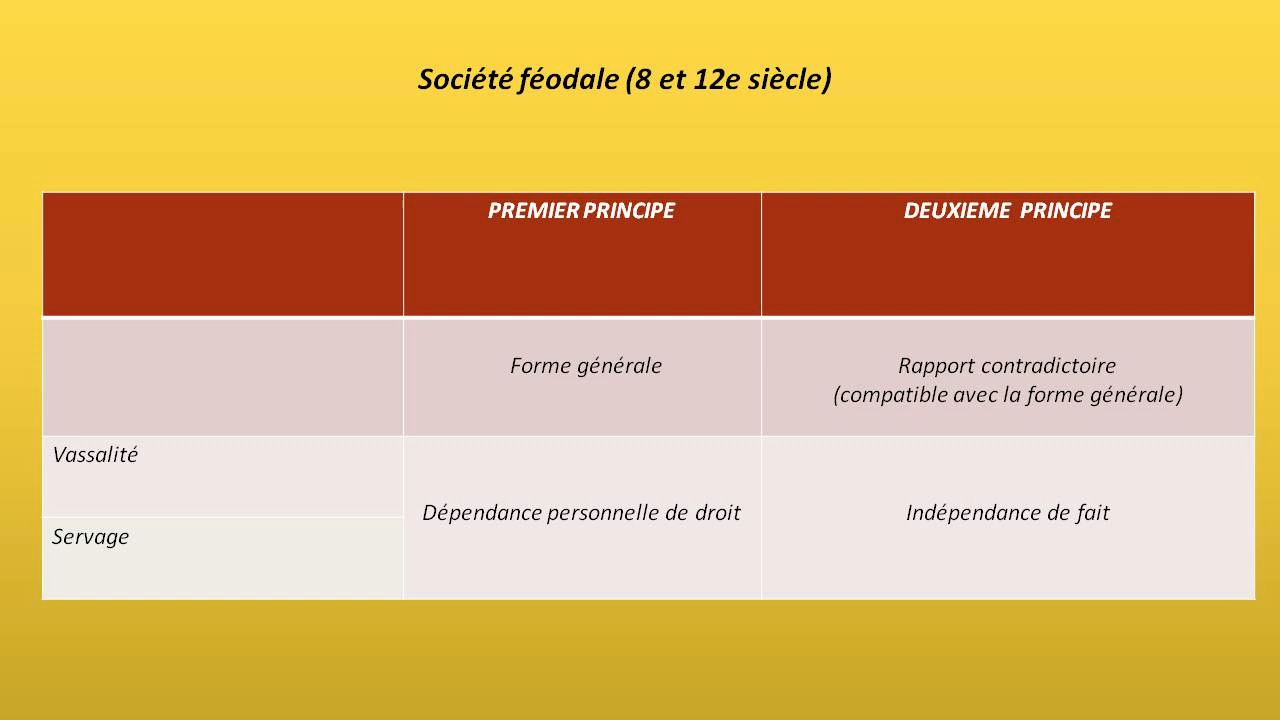 Société féodale (8 et 12e siècle)
PREMIER PRINCIPE
DEUXIEME PRINCIPE
Forme générale
Rapport contradictoire
(compatible avec la forme générale)
Vassalité
Dépendance personnelle de droit
Indépendance de fait
Servage